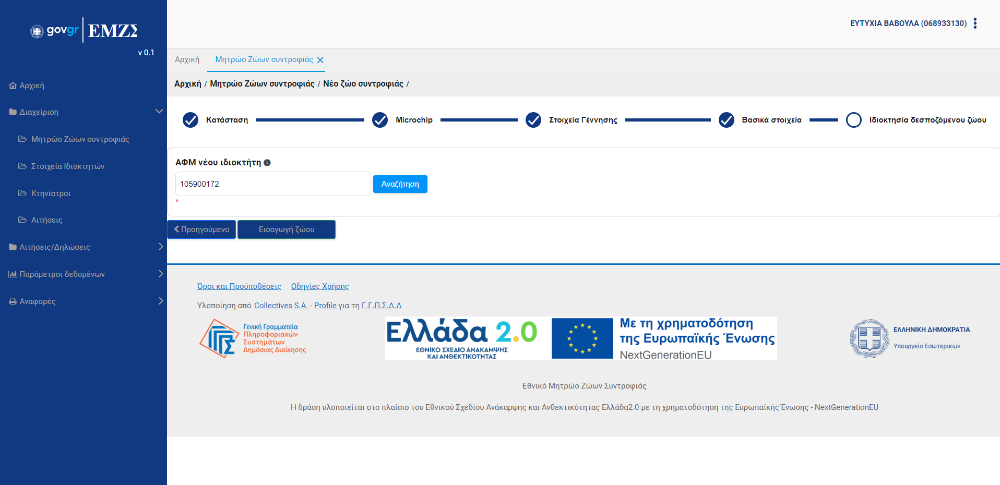 govgr ΕΜΖΣ
v 0.1
ΕΥΤΥΧΙΑ ΒΑΒΟΥΛΑ (068933130)
Αρχική
Διαχείριση
Μητρώο Ζώων συντροφιάς
Στοιχεία Ιδιοκτητών
Κτηνίατροι
Αιτήσεις
Αιτήσεις/Δηλώσεις
Παράμετροι δεδομένων
Αναφορές
Αρχική Μητρώο Ζώων συντροφιάς
Αρχική / Μητρώο Ζώων συντροφιάς / Νέο ζώο συντροφιάς /
Κατάσταση Microchip Στοιχεία Γέννησης Βασικά στοιχεία Ιδιοκτησία δεσποζόμενου ζώου
ΑΦΜ νέου ιδιοκτήτη
105900172 Αναζήτηση
*
Προηγούμενο Εισαγωγή ζώου
Όροι και Προϋποθέσεις Οδηγίες Χρήσης
Υλοποίηση από Collectives S.A. - Profile για τη Γ.Γ.Π.Σ.Δ.Δ
Γενική Γραμματεία
Πληροφοριακών
Συστημάτων
Δημόσιας Διοίκησης
Ελλάδα 2.0
ΕΘΝΙΚΟ ΣΧΕΔΙΟ ΑΝΑΚΑΜΨΗΣ
ΚΑΙ ΑΝΘΕΚΤΙΚΟΤΗΤΑΣ
Με τη χρηματοδότηση
της Ευρωπαϊκής Ένωσης
NextGenerationEU
ΕΛΛΗΝΙΚΗ ΔΗΜΟΚΡΑΤΙΑ
Υπουργείο Εσωτερικών
Εθνικό Μητρώο Ζώων Συντροφιάς
Η δράση υλοποιείται στο πλαίσιο του Εθνικού Σχεδίου Ανάκαμψης και Ανθεκτικότητας Ελλάδα2.0 με τη χρηματοδότηση της Ευρωπαϊκής Ένωσης - NextGenerationEU